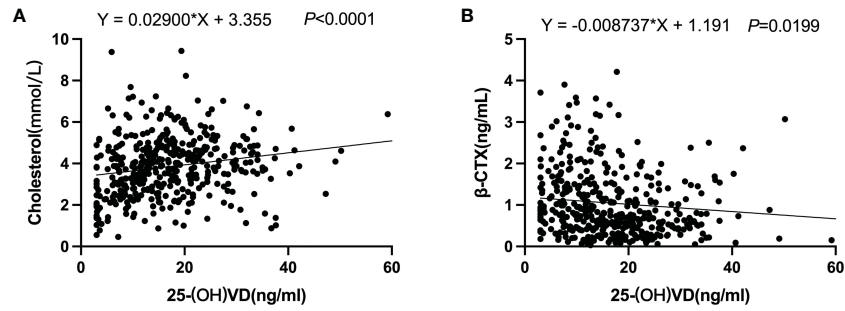 A
Y = 0.02900*X + 3.355 P<0.0001
10
8
6
4
2
0
Cholesterol(mmol/L)
0 20 40 60
25-(OH)VD(ng/ml)
B
Y = -0.008737*X + 1.191 P=0.0199
5
4
3
2
1
0
β-CTX(ng/mL)
0 20 40 60
25-(OH)VD(ng/ml)